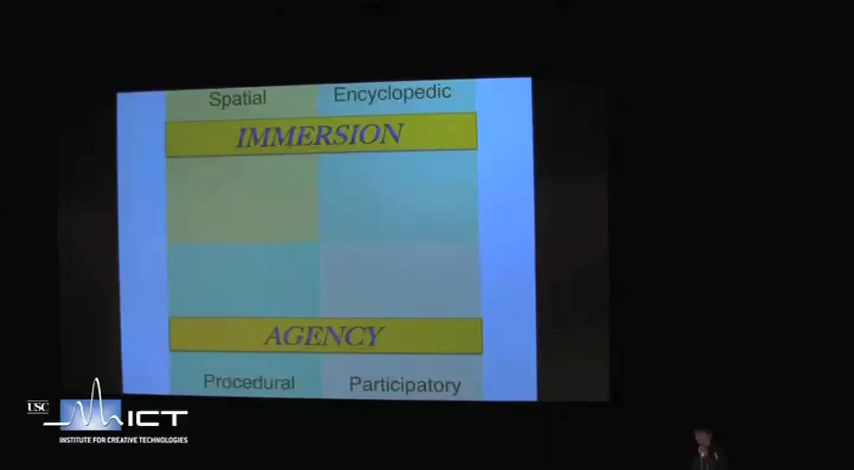 Spatial
Encyclopedic
IMMERSION
AGENCY
Procedural
Participatory
USC
ICT
INSTITUTE FOR CREATIVE TECHNOLOGIES